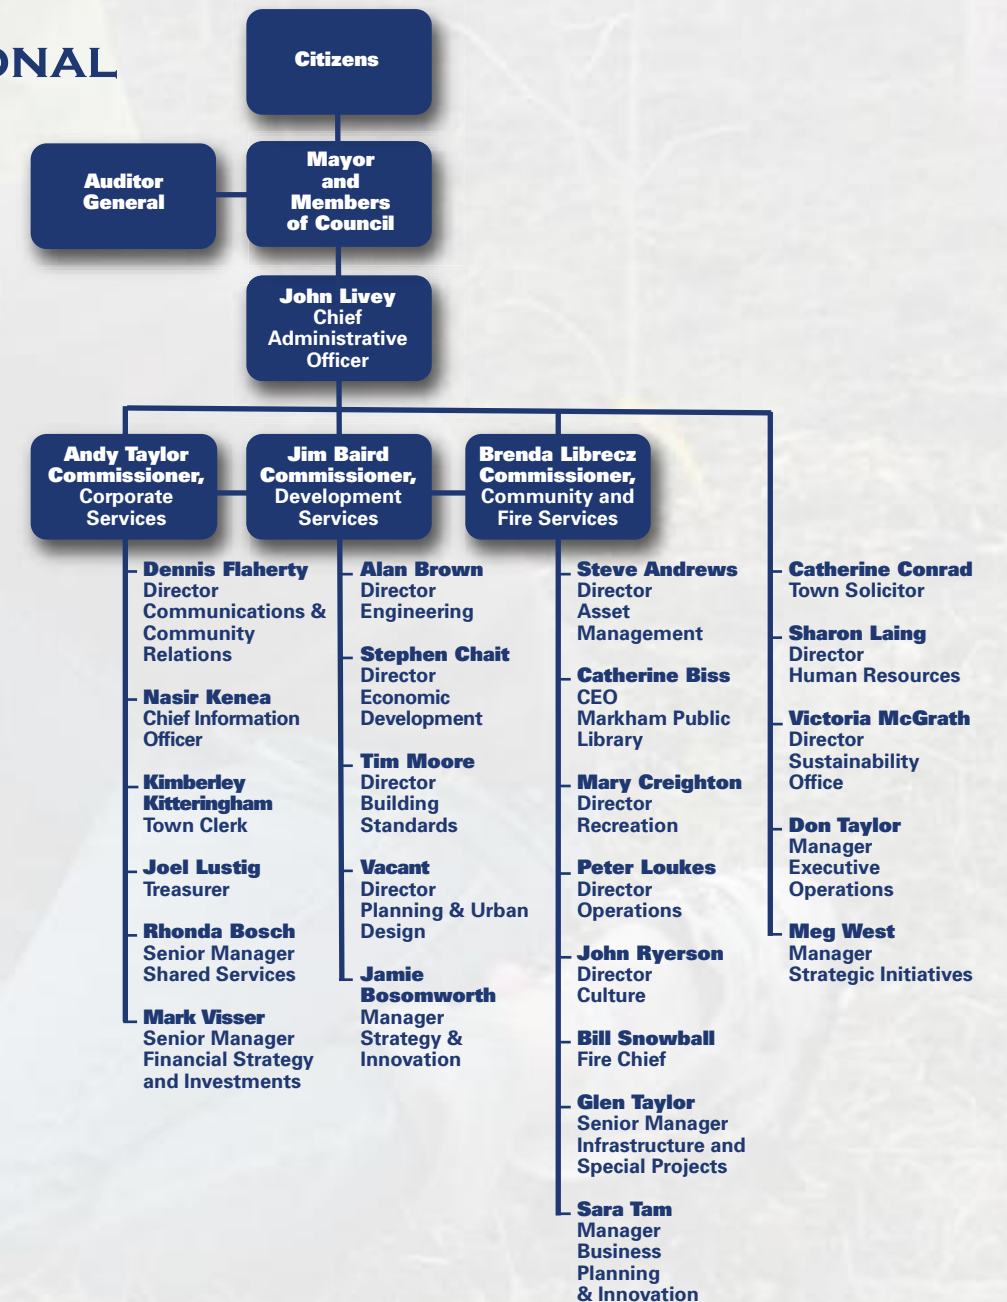 Citizens
Auditor
General
Mayor
and
Members
of Council
John Livey
Chief
Administrative
Officer
Andy Taylor
Commissioner,
Corporate
Services
Jim Baird
Commissioner,
Development
Services
Brenda Librecz
Commissioner,
Community and
Fire Services
Dennis Flaherty
Director
Communications &
Community
Relations
Nasir Kenea
Chief Information
Officer
Kimberley
Kitteringham
Town Clerk
Joel Lustig
Treasurer
Rhonda Bosch
Senior Manager
Shared Services
Mark Visser
Senior Manager
Financial Strategy
and Investments
Alan Brown
Director
Engineering
Stephen Chait
Director
Economic
Development
Tim Moore
Director
Building
Standards
Vacant
Director
Planning & Urban
Design
Jamie
Bosomworth
Manager
Strategy &
Innovation
Steve Andrews
Director
Asset
Management
Catherine Biss
CEO
Markham Public
Library
Mary Creighton
Director
Recreation
Peter Loukes
Director
Operations
John Ryerson
Director
Culture
Bill Snowball
Fire Chief
Glen Taylor
Senior Manager
Infrastructure and
Special Projects
Sara Tam
Manager
Business
Planning
& Innovation
Catherine Conrad
Town Solicitor
Sharon Laing
Director
Human Resources
Victoria McGrath
Director
Sustainability
Office
Don Taylor
Manager
Executive
Operations
Meg West
Manager
Strategic Initiatives